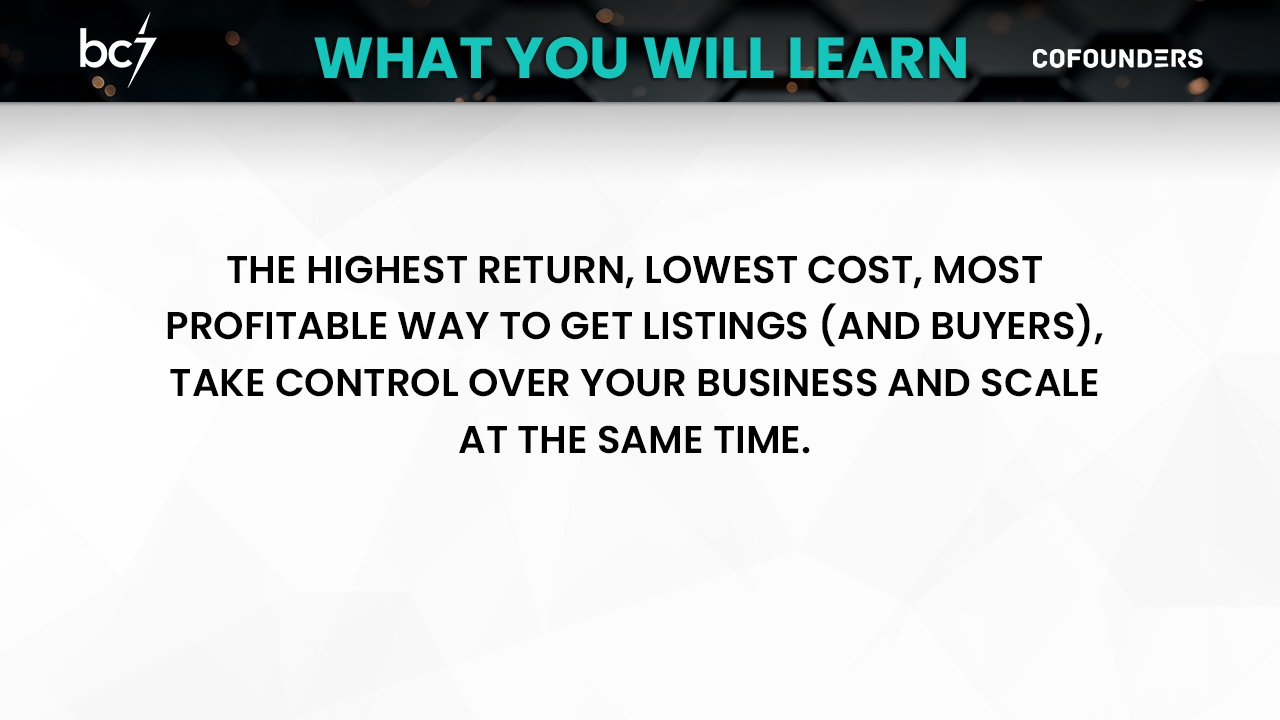 bc7
WHAT YOU WILL LEARN
COFOUNDERS
THE HIGHEST RETURN, LOWEST COST, MOST
PROFITABLE WAY TO GET LISTINGS (AND BUYERS),
TAKE CONTROL OVER YOUR BUSINESS AND SCALE
AT THE SAME TIME.